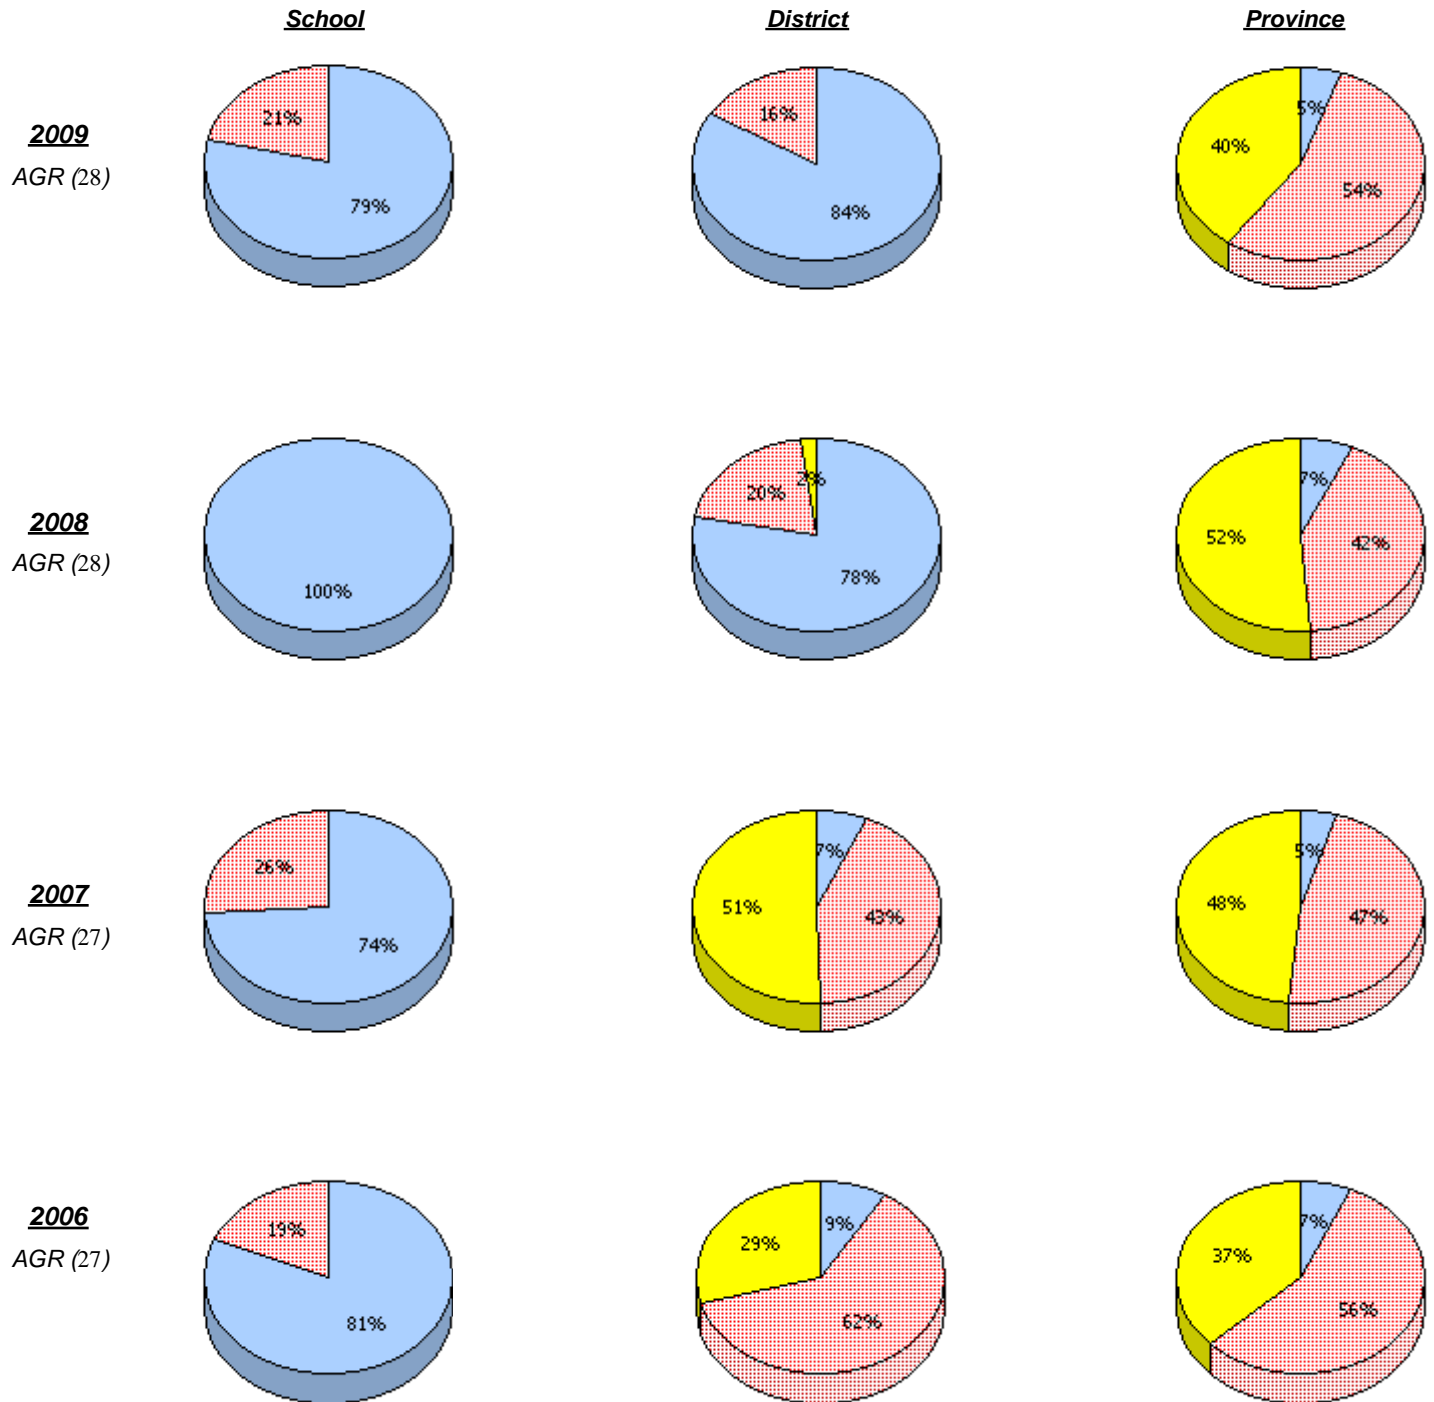 School District Province
2009
AGR (28)
21% 79% 16% 84% 40% 5% 54%
2008
AGR (28)
100% 20% 2% 78% 52% 7% 42%
2007
AGR (27)
26% 74% 51% 7% 43% 48% 5% 47%
2006
AGR (27)
19% 81% 29% 9% 62% 37% 7% 56%